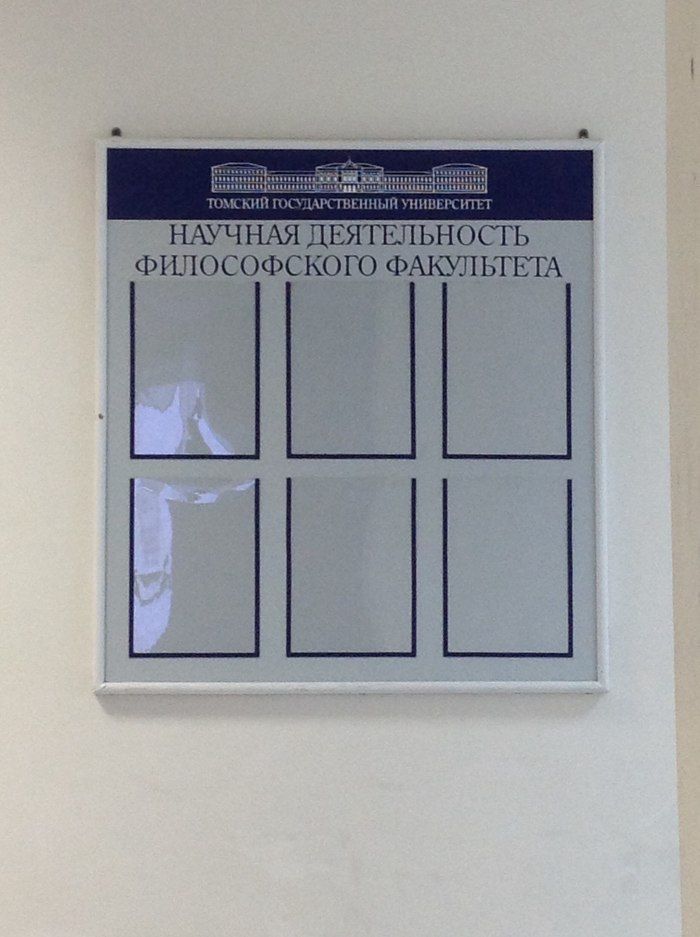 ТОМСКИЙ ГОСУДАРСТВЕННЫЙ УНИВЕРСИТЕТ
НАУЧНАЯ ДЕЯТЕЛЬНОСТЬ
ФИЛОСОФСКОГО ФАКУЛЬТЕТА